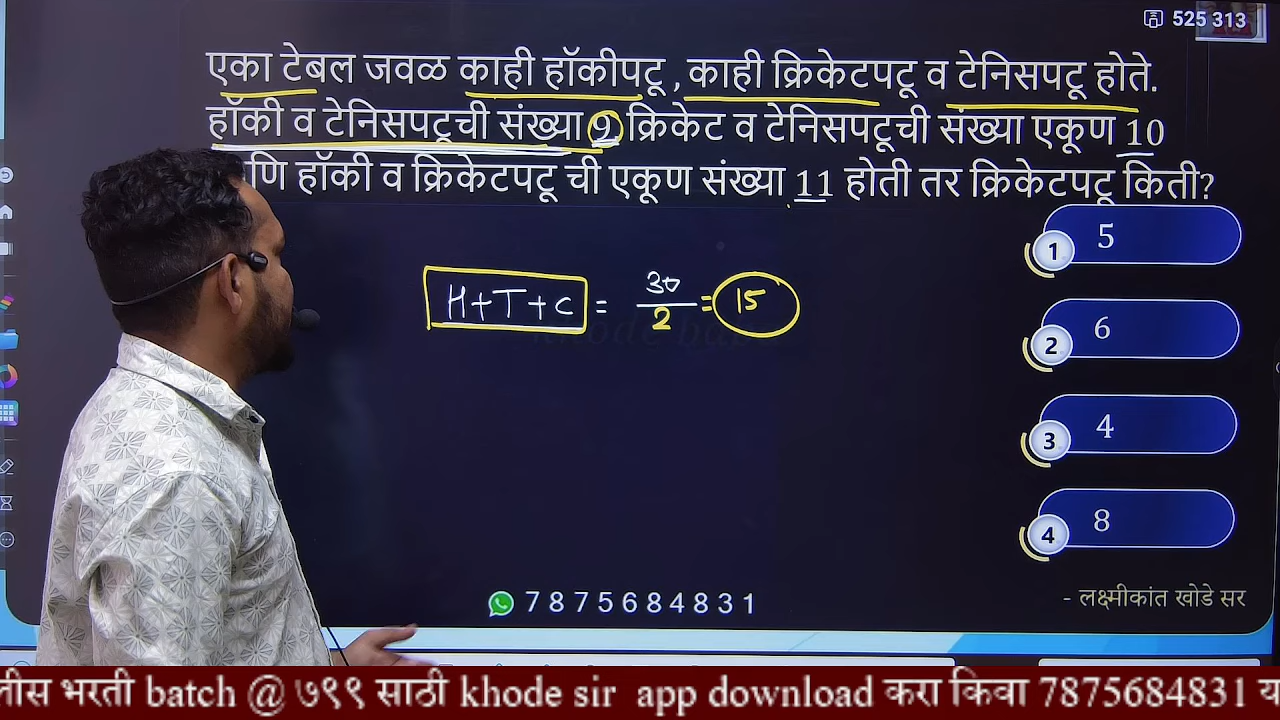 525 313
एका टेबल जवळ काही हॉकीपटू , काही क्रिकेटपटू व टेनिसपटू होते.
हॉकी व टेनिसपटूची संख्या 9 क्रिकेट व टेनिसपटूची संख्या एकूण 10
णि हॉकी व क्रिकेटपटू ची एकूण संख्या 11 होती तर क्रिकेटपटू किती?
1 5
H+T+C = 30/2 = 15
2 6
3 4
4 8
- लक्ष्मीकांत खोडे सर
7875684831
लीस भरती batch @ ७९९ साठी khode sir app download करा किंवा 7875684831 य